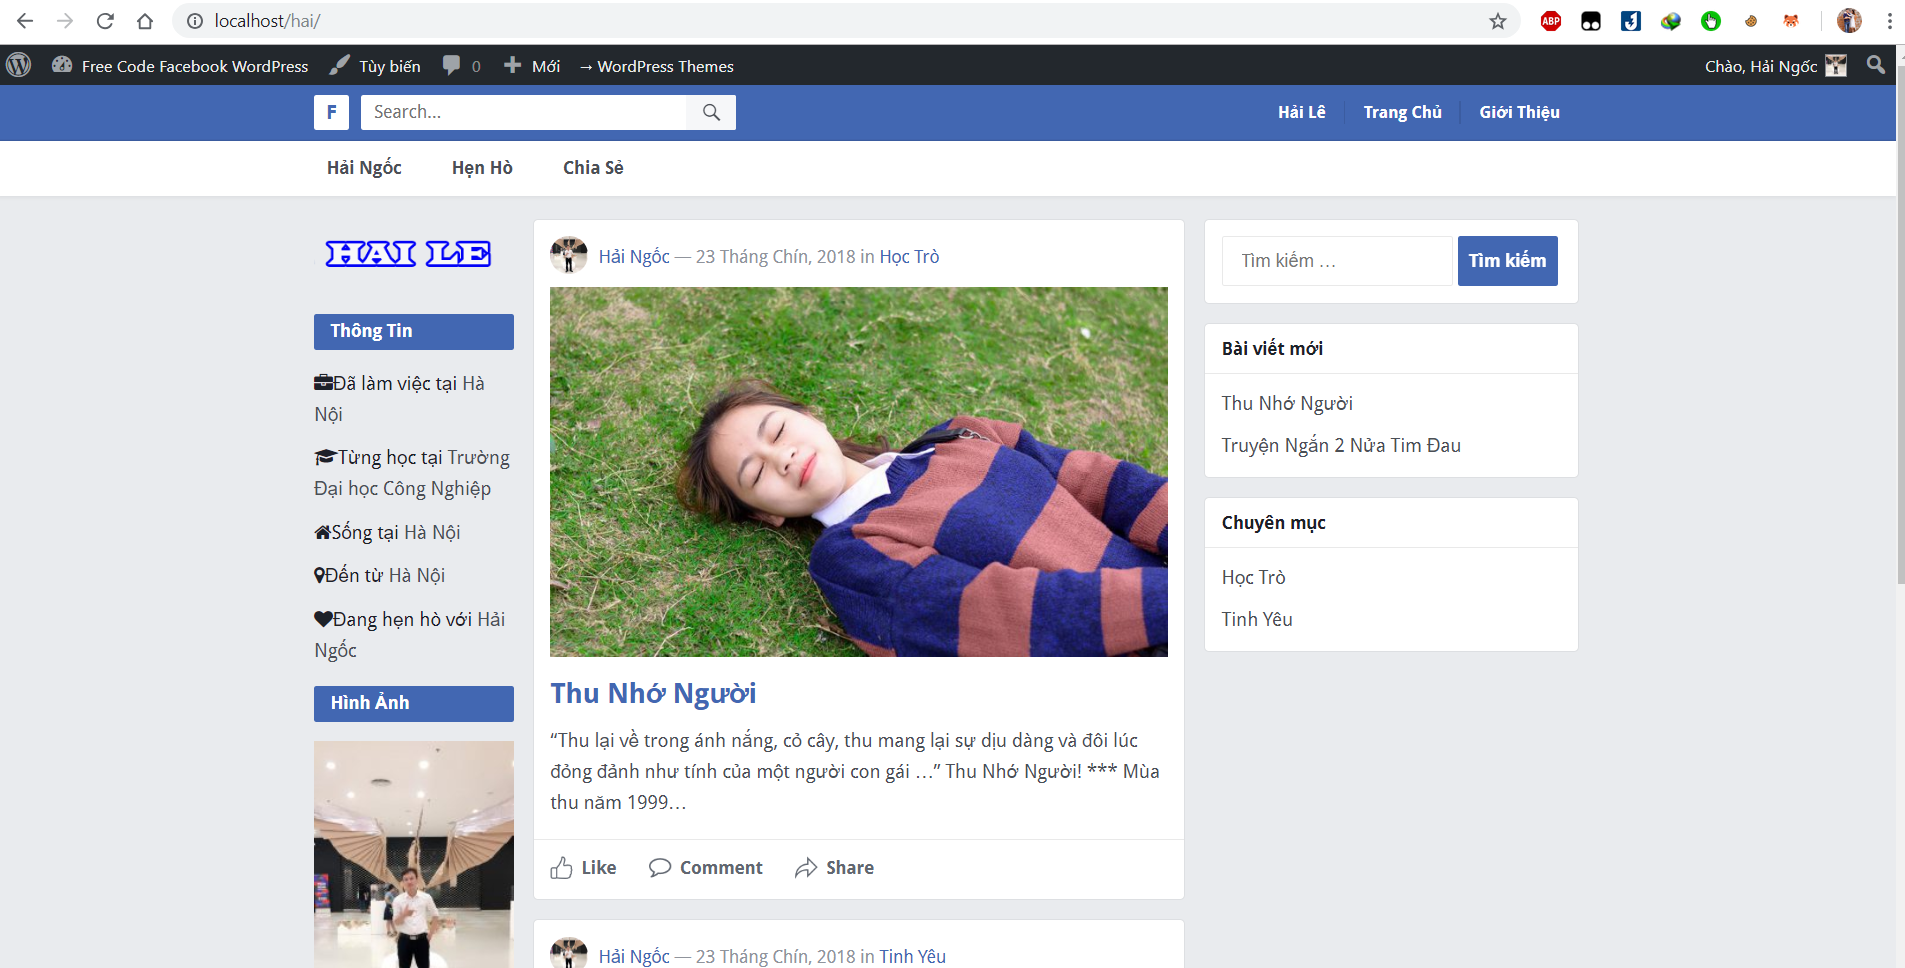 localhost/hai/
ABP
Free Code Facebook WordPress
Tùy biến
0
Mới
→ WordPress Themes
Chào, Hải Ngốc
F
Search...
Hải Lê
Trang Chủ
Giới Thiệu
Hải Ngốc
Hẹn Hò
Chia Sẻ
HAI LE
Thông Tin
Đã làm việc tại Hà
Nội
Từng học tại Trường
Đại học Công Nghiệp
Sống tại Hà Nội
Đến từ Hà Nội
Đang hẹn hò với Hải
Ngốc
Hình Ảnh
Hải Ngốc — 23 Tháng Chín, 2018 in Học Trò
Thu Nhớ Người
“Thu lại về trong ánh nắng, cỏ cây, thu mang lại sự dịu dàng và đôi lúc
đỏng đảnh như tính của một người con gái …” Thu Nhớ Người! *** Mùa
thu năm 1999…
Like
Comment
Share
Hải Ngốc — 23 Tháng Chín, 2018 in Tinh Yêu
Tìm kiếm …
Tìm kiếm
Bài viết mới
Thu Nhớ Người
Truyện Ngắn 2 Nửa Tim Đau
Chuyên mục
Học Trò
Tinh Yêu